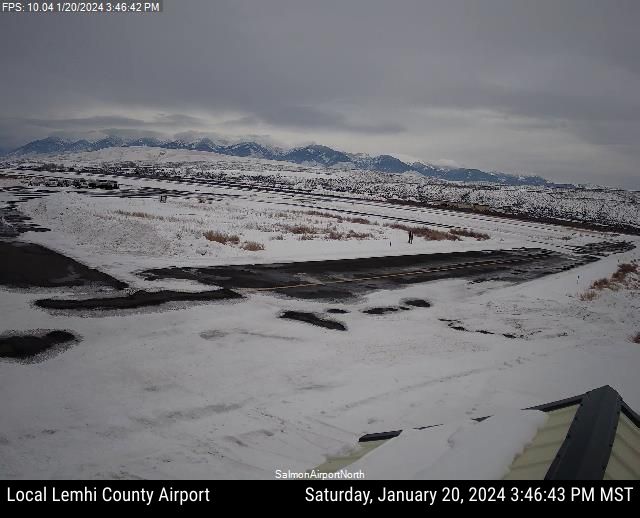 FPS: 10.04 1/20/2024 3:46:42 PM
SalmonAirportNorth
Local Lemhi County Airport Saturday, January 20, 2024 3:46:43 PM MST